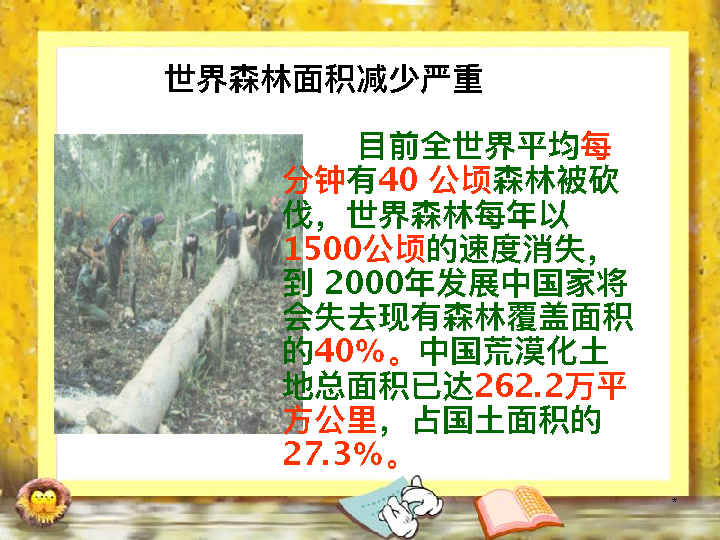 世界森林面积减少严重
目前全世界平均每
分钟有40 公顷森林被砍
伐，世界森林每年以
1500公顷的速度消失，
到 2000年发展中国家将
会失去现有森林覆盖面积
的40%。中国荒漠化土
地总面积已达262.2万平
方公里，占国土面积的
27.3%。
*